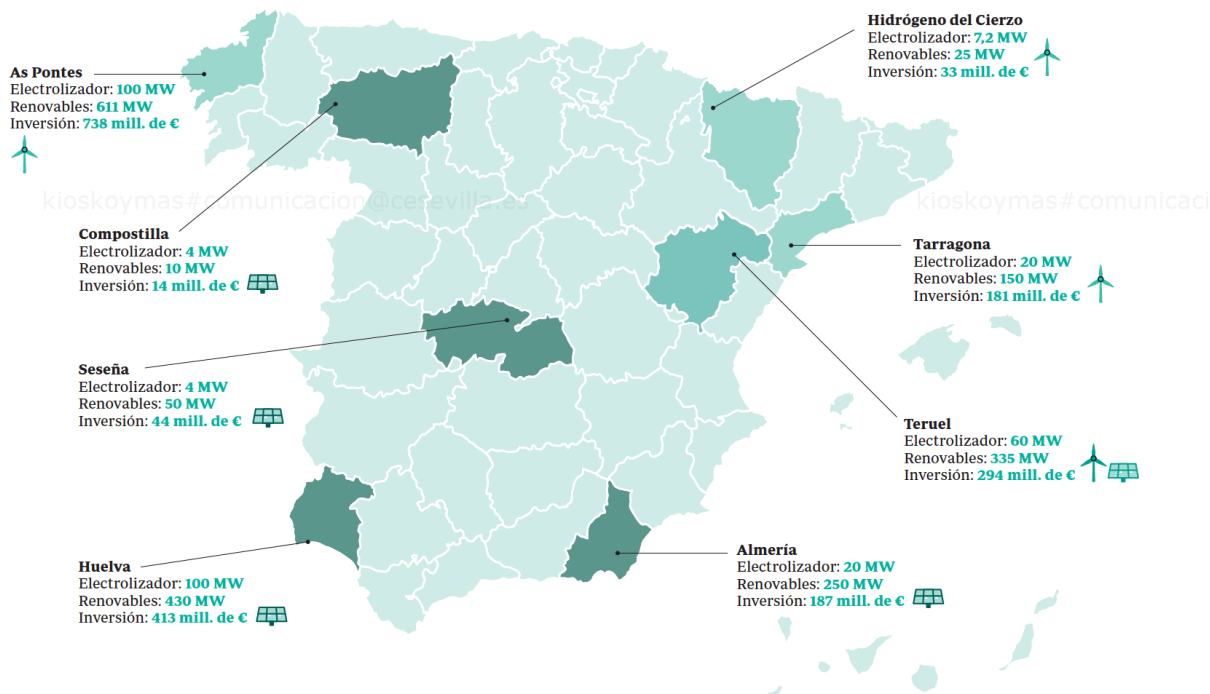 Hidrógeno del Cierzo
Electrolizador: 7,2 MW
Renovables: 25 MW
Inversión: 33 mill. de €
As Pontes
Electrolizador: 100 MW
Renovables: 611 MW
Inversión: 738 mill. de €
kioskoymas#comunicacion@cesevilla.es
kioskoymas#comunicaci
Compostilla
Electrolizador: 4 MW
Renovables: 10 MW
Inversión: 14 mill. de €
Tarragona
Electrolizador: 20 MW
Renovables: 150 MW
Inversión: 181 mill. de €
Seseña
Electrolizador: 4 MW
Renovables: 50 MW
Inversión: 44 mill. de €
Teruel
Electrolizador: 60 MW
Renovables: 335 MW
Inversión: 294 mill. de €
Huelva
Electrolizador: 100 MW
Renovables: 430 MW
Inversión: 413 mill. de €
Almería
Electrolizador: 20 MW
Renovables: 250 MW
Inversión: 187 mill. de €